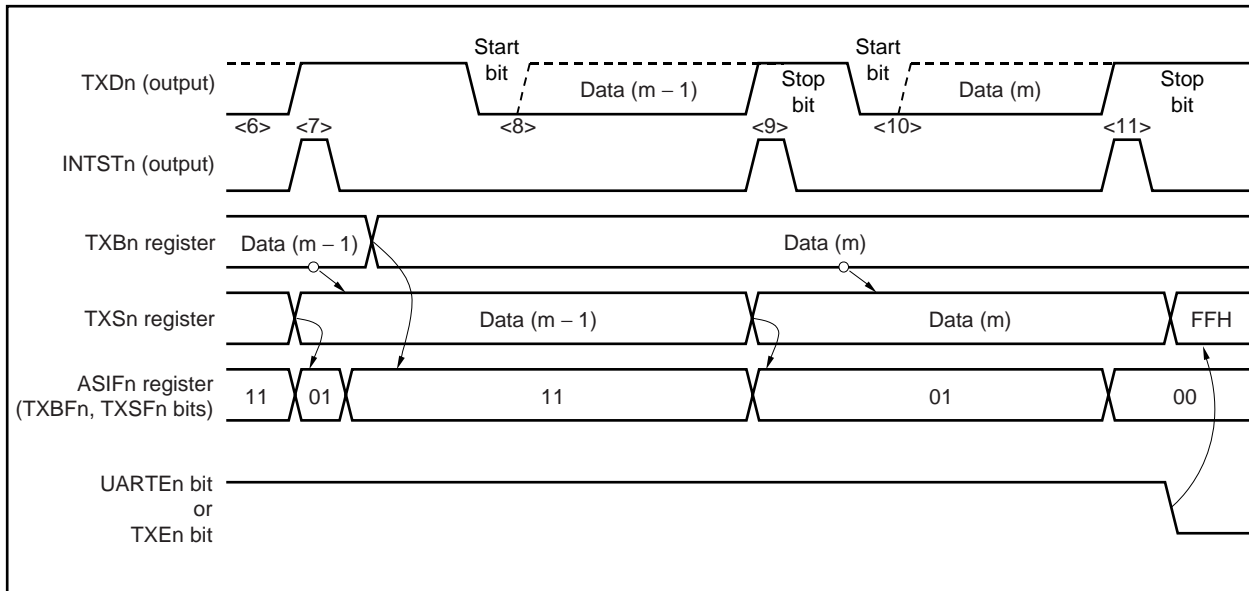 TXDn (output)
Start
bit
Data (m − 1)
Stop
bit
Start
bit
Data (m)
Stop
bit
<6>
<7>
<8>
<9>
<10>
<11>
INTSTn (output)
TXBn register
Data (m − 1)
Data (m)
TXSn register
Data (m − 1)
Data (m)
FFH
ASIFn register
(TXBFn, TXSFn bits)
11
01
11
01
00
UARTEn bit
or
TXEn bit